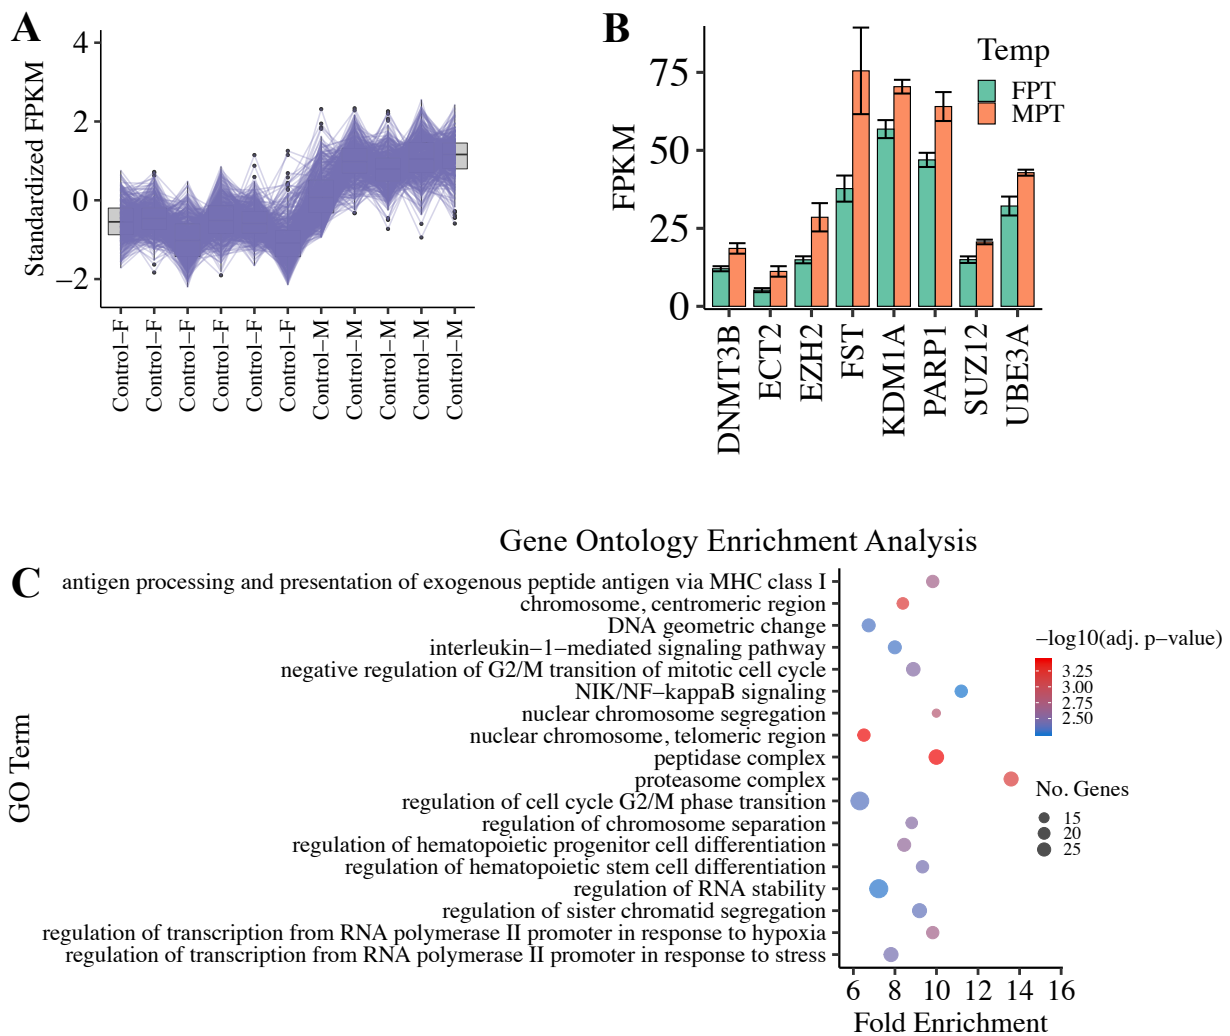 A
Standardized FPKM
4
2
0
−2
Control−F
Control−F
Control−F
Control−F
Control−F
Control−F
Control−M
Control−M
Control−M
Control−M
Control−M
B
FPKM
75
50
25
0
Temp
FPT
MPT
DNMT3B
ECT2
EZH2
FST
KDM1A
PARP1
SUZ12
UBE3A
Gene Ontology Enrichment Analysis
C
GO Term
antigen processing and presentation of exogenous peptide antigen via MHC class I
chromosome, centromeric region
DNA geometric change
interleukin−1−mediated signaling pathway
negative regulation of G2/M transition of mitotic cell cycle
NIK/NF−kappaB signaling
nuclear chromosome segregation
nuclear chromosome, telomeric region
peptidase complex
proteasome complex
regulation of cell cycle G2/M phase transition
regulation of chromosome separation
regulation of hematopoietic progenitor cell differentiation
regulation of hematopoietic stem cell differentiation
regulation of RNA stability
regulation of sister chromatid segregation
regulation of transcription from RNA polymerase II promoter in response to hypoxia
regulation of transcription from RNA polymerase II promoter in response to stress
6 8 10 12 14 16
Fold Enrichment
−log10(adj. p−value)
3.25
3.00
2.75
2.50
No. Genes
15
20
25